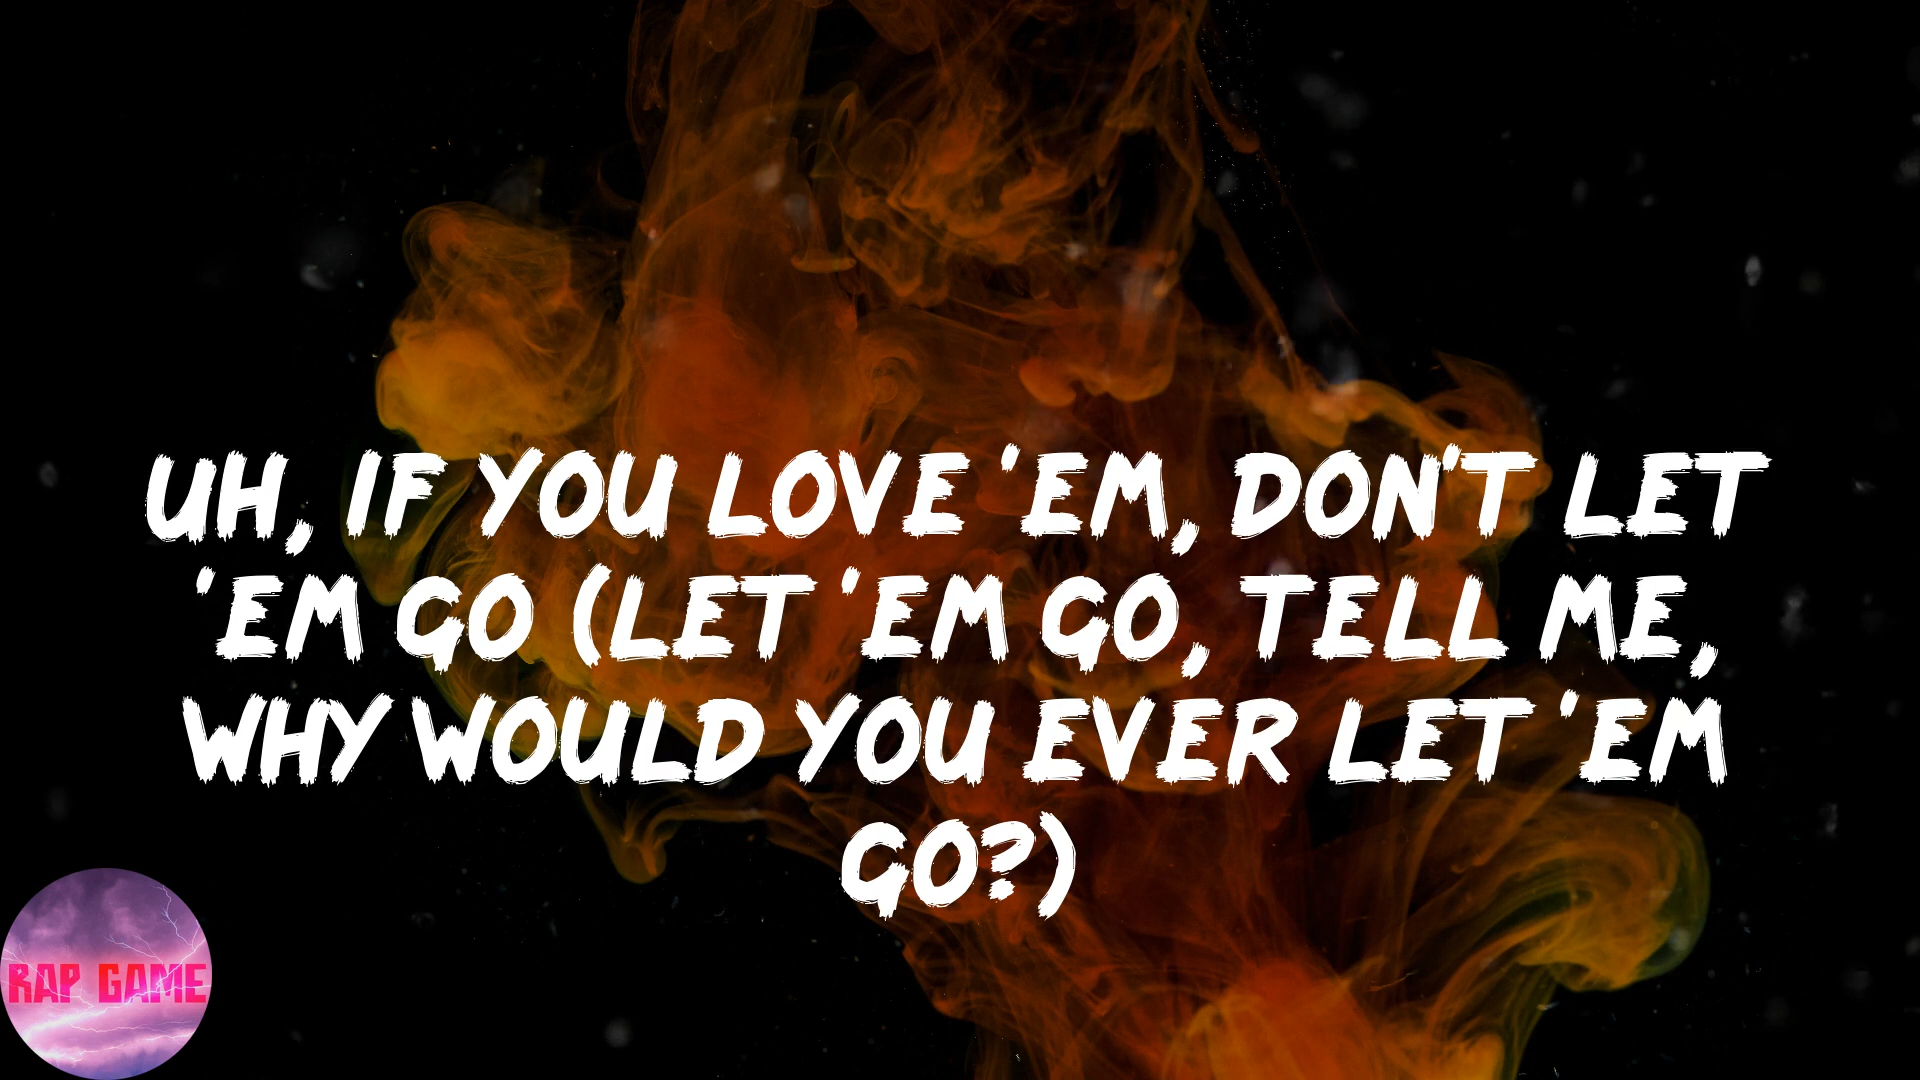 UH, IF YOU LOVE 'EM, DON'T LET
'EM GO (LET 'EM GO, TELL ME,
WHY WOULD YOU EVER LET 'EM
GO?)
RAP GAME